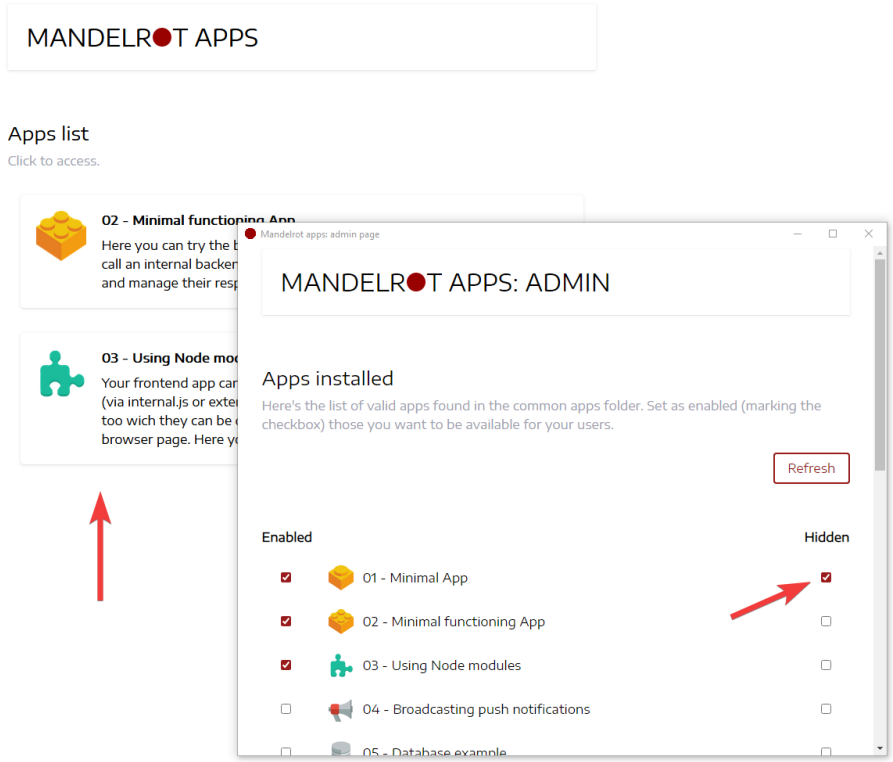 MANDELROT APPS
Apps list
Click to access.
02 - Minimal functioning App
Here you can try the b
call an internal backen
and manage their resp
03 - Using Node mod
Your frontend app can
(via internal.js or exter
too wich they can be
browser page. Here yo
Mandelrot apps: admin page
MANDELROT APPS: ADMIN
Apps installed
Here's the list of valid apps found in the common apps folder. Set as enabled (marking the
checkbox) those you want to be available for your users.
Refresh
Enabled
Hidden
01 - Minimal App
02 - Minimal functioning App
03 - Using Node modules
04 - Broadcasting push notifications
05 - Database example